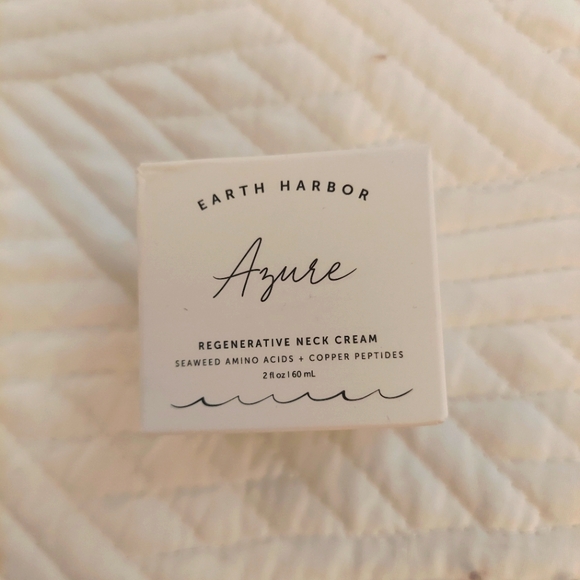 EARTH HARBOR
Azure
REGENERATIVE NECK CREAM
SEAWEED AMINO ACIDS + COPPER PEPTIDES
2 fl oz | 60 mL